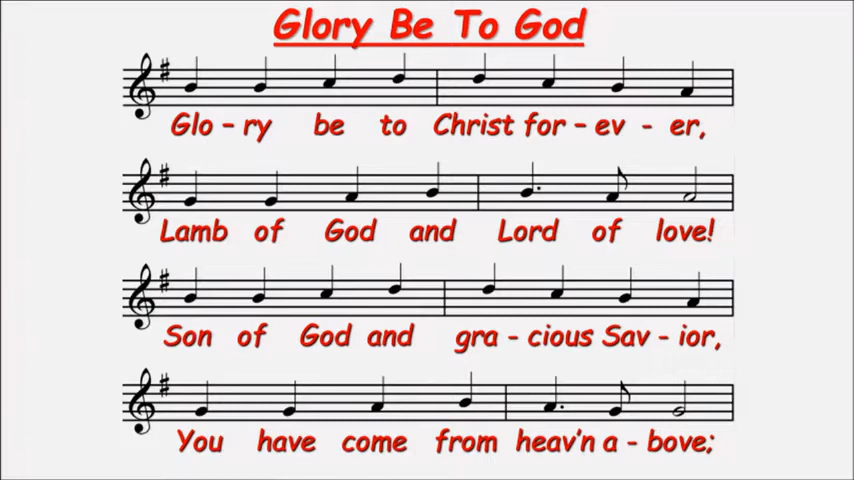 Glory Be To God
Glo - ry be to Christ for - ev - er,
Lamb of God and Lord of love!
Son of God and gra - cious Sav - ior,
You have come from heav'n a - bove;